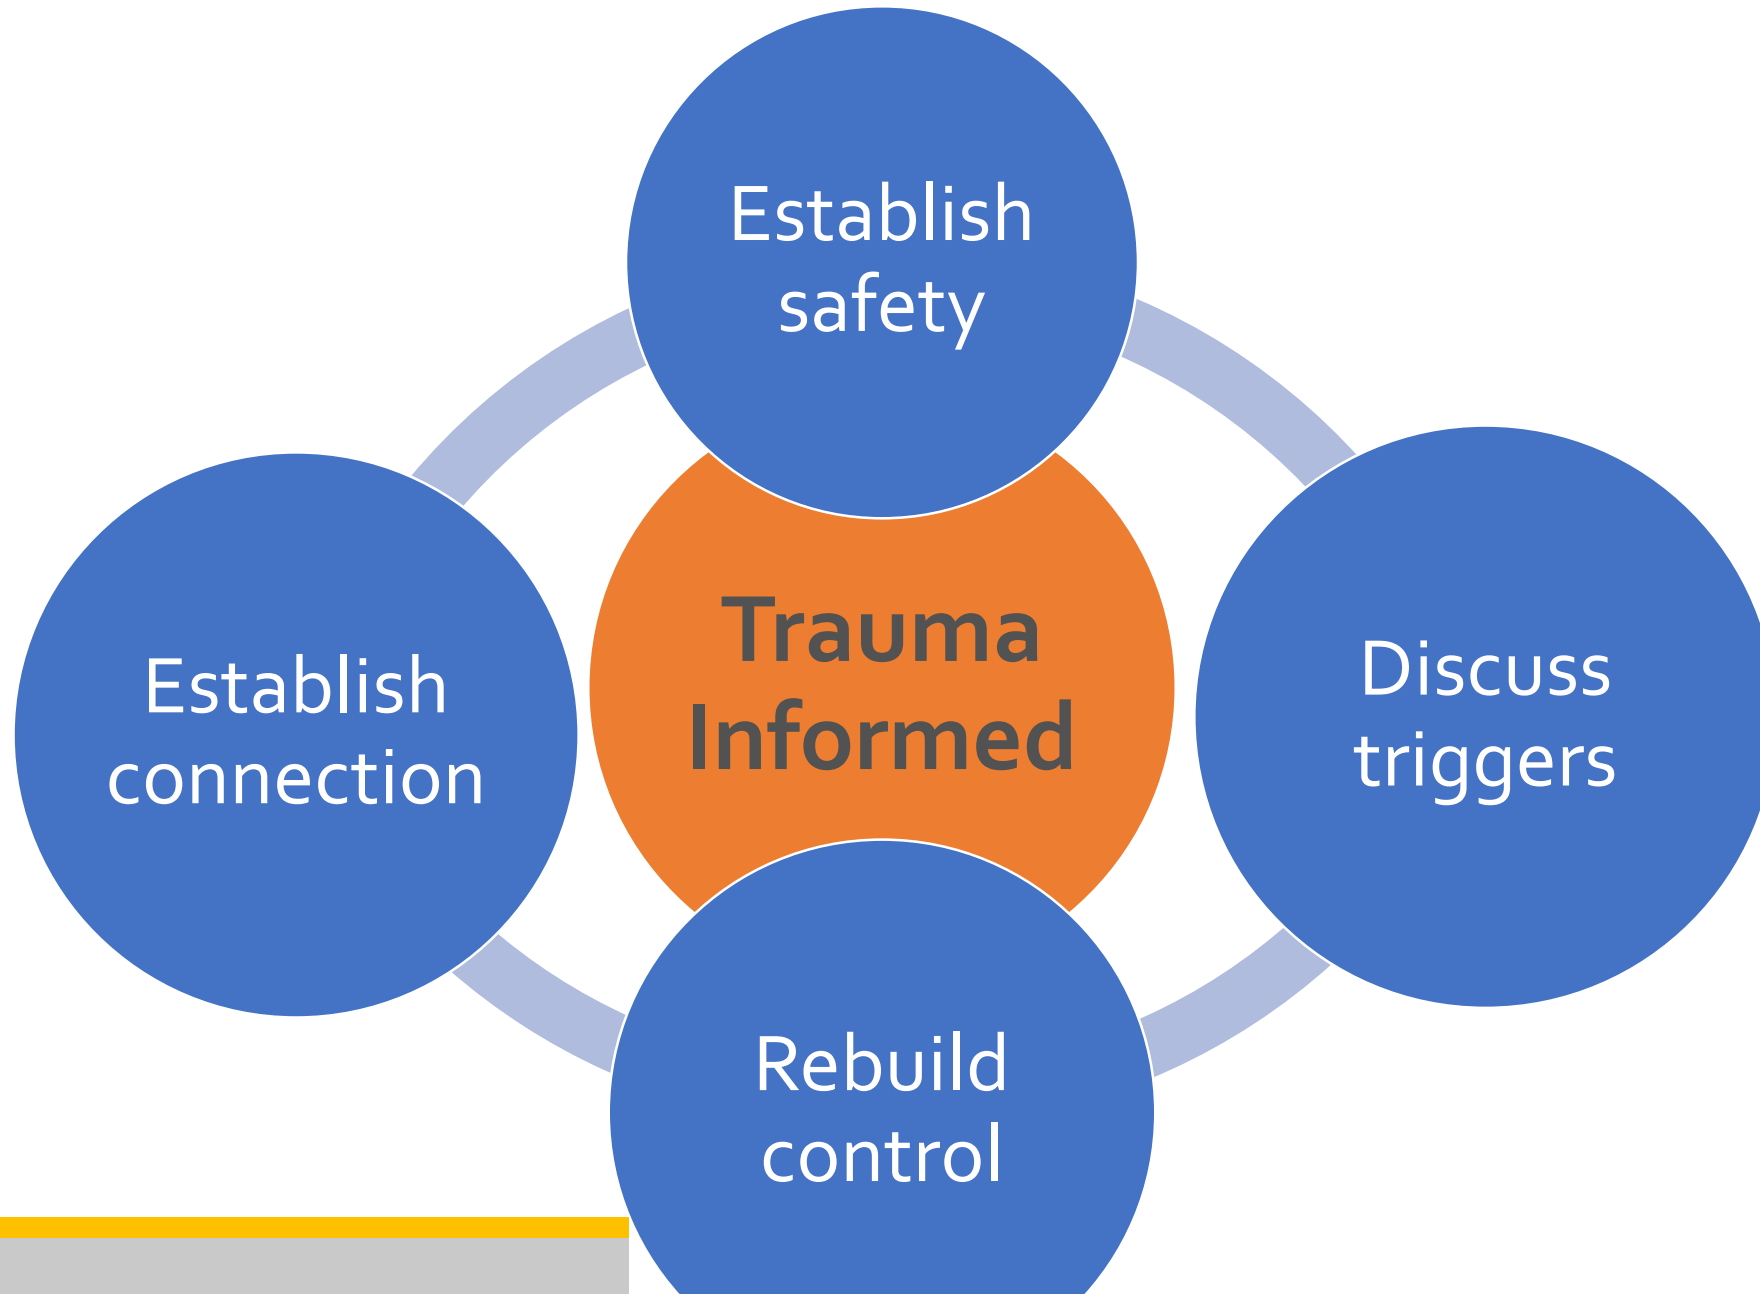 Establish
safety
Trauma
Informed
Discuss
triggers
Establish
connection
Rebuild
control